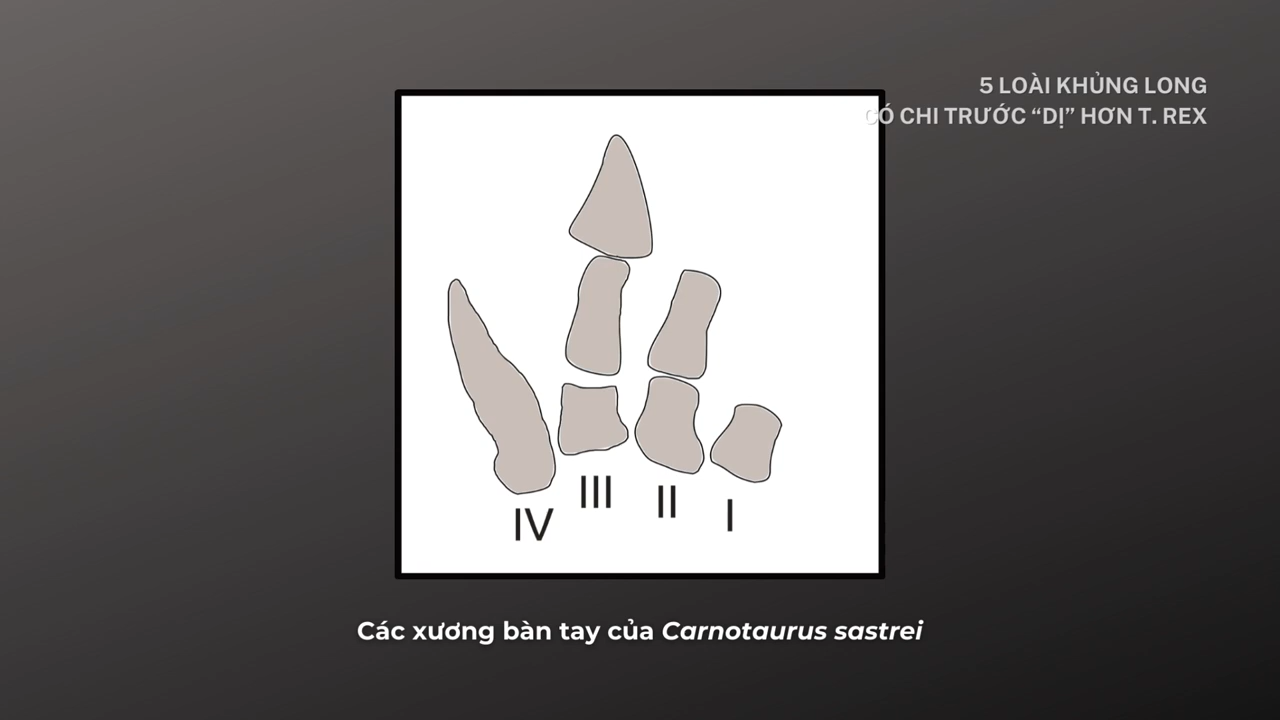 5 LOÀI KHỦNG LONG
CÓ CHI TRƯỚC “DỊ” HƠN T. REX
III
II
I
IV
Các xương bàn tay của Carnotaurus sastrei